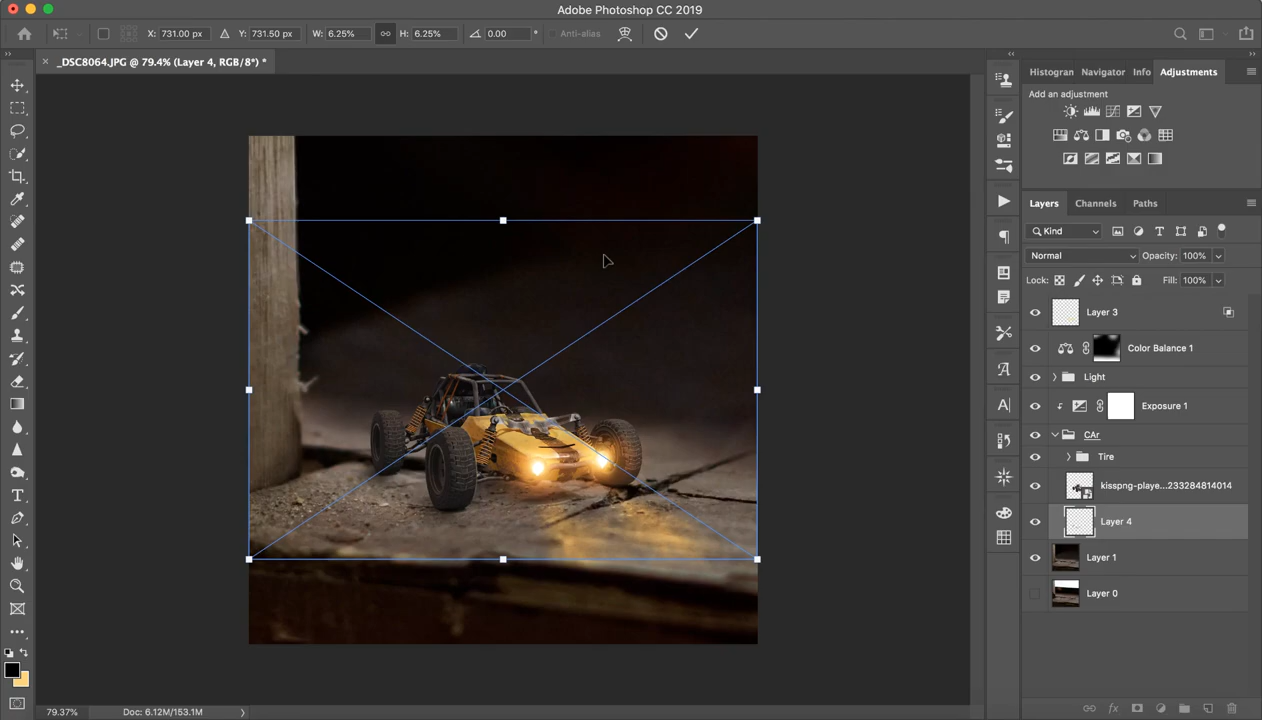 Adobe Photoshop CC 2019
X: 731.00 px
Y: 731.50 px
W: 6.25%
H: 6.25%
0.00 °
Anti-alias
_DSC8064.JPG @ 79.4% (Layer 4, RGB/8*) *
Histogran
Navigator
Info
Adjustments
Add an adjustment
Layers
Channels
Paths
Kind
Normal
Opacity: 100%
Lock:
Fill: 100%
Layer 3
Color Balance 1
Light
Exposure 1
CAr
Tire
kisspng-playe...233284814014
Layer 4
Layer 1
Layer 0
79.37%
Doc: 6.12M/153.1M